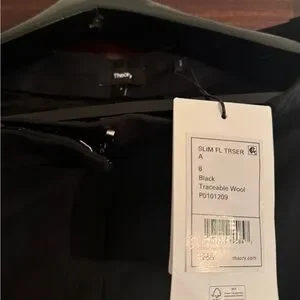 Theory
SLIM FL TRSER
A
6
Black
Traceable Wool
P0101209
theory.com